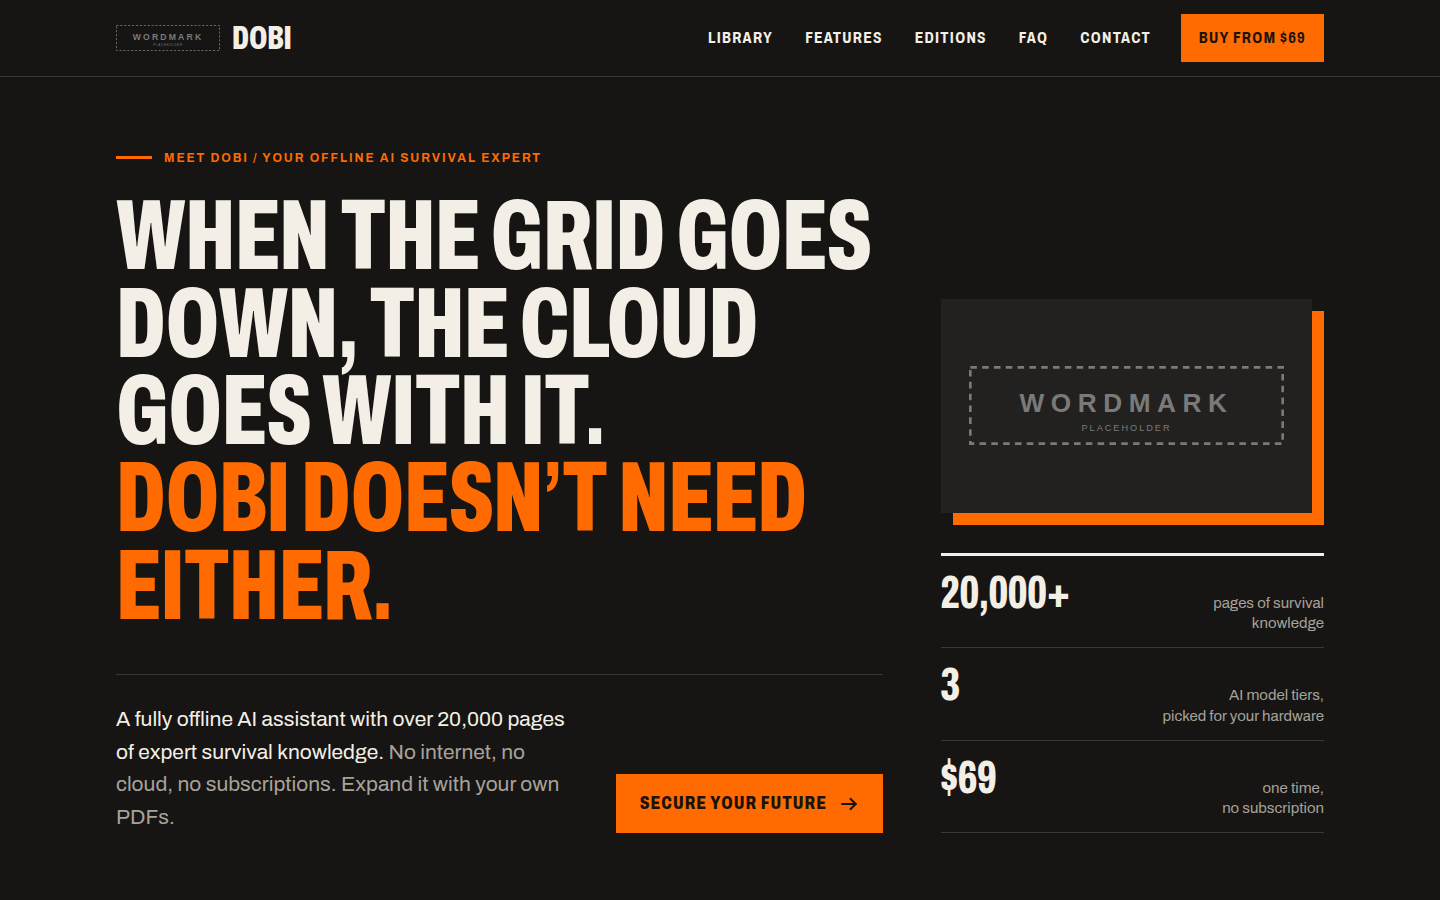 WORDMARK
PLACEHOLDER
DOBI
LIBRARY
FEATURES
EDITIONS
FAQ
CONTACT
BUY FROM $69
MEET DOBI / YOUR OFFLINE AI SURVIVAL EXPERT
WHEN THE GRID GOES
DOWN, THE CLOUD
GOES WITH IT.
DOBI DOESN’T NEED
EITHER.
A fully offline AI assistant with over 20,000 pages
of expert survival knowledge. No internet, no
cloud, no subscriptions. Expand it with your own
PDFs.
SECURE YOUR FUTURE →
WORDMARK
PLACEHOLDER
20,000+
pages of survival
knowledge
3
AI model tiers,
picked for your hardware
$69
one time,
no subscription